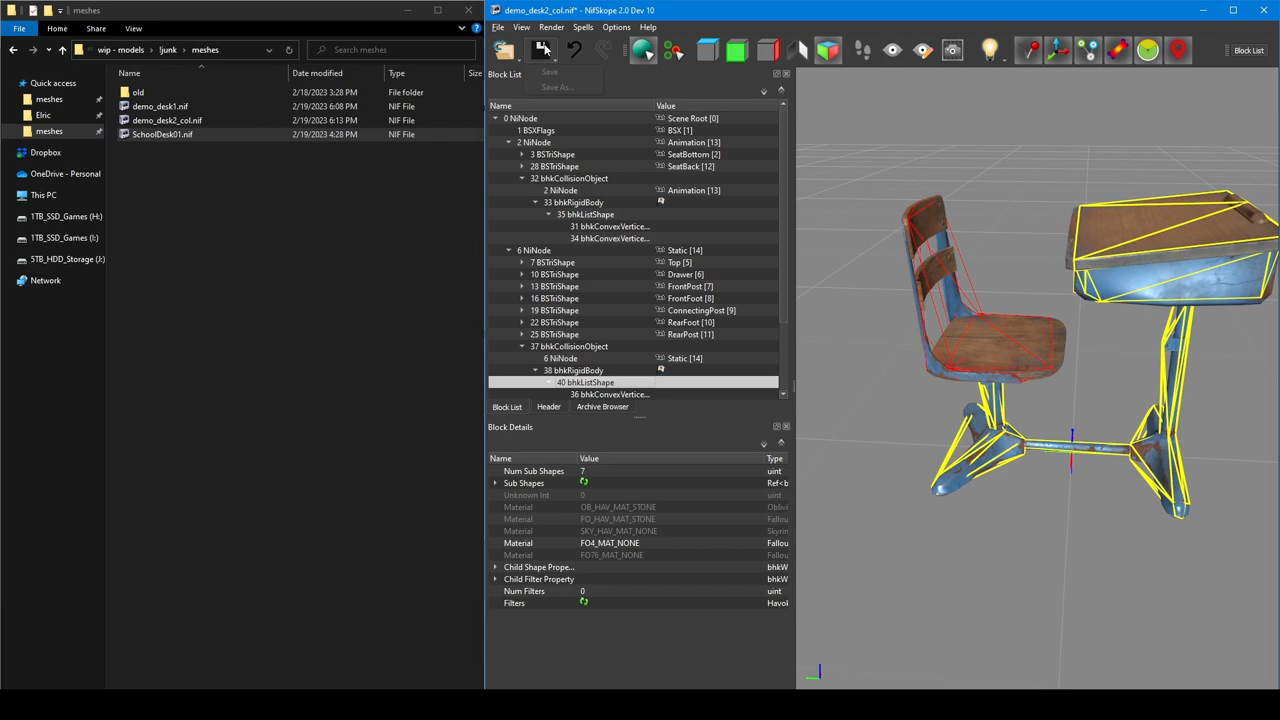 meshes
File
Home
Share
View
wip - models
!junk
meshes
Search meshes
Name
Date modified
Type
Size
Quick access
meshes
Elric
meshes
Dropbox
OneDrive - Personal
This PC
1TB_SSD_Games (H:)
1TB_SSD_Games (I:)
5TB_HDD_Storage (J:)
Network
old 2/18/2023 3:28 PM File folder
demo_desk1.nif 2/19/2023 6:08 PM NIF File
demo_desk2_col.nif 2/19/2023 6:13 PM NIF File
SchoolDesk01.nif 2/19/2023 4:28 PM NIF File
demo_desk2_col.nif* - NifSkope 2.0 Dev 10
File View Render Spells Options Help
Save
Save As...
Block List
Block List
Name Value
0 NiNode Scene Root [0]
1 BSXFlags BSX [1]
2 NiNode Animation [13]
3 BSTriShape SeatBottom [2]
28 BSTriShape SeatBack [12]
32 bhkCollisionObject
2 NiNode Animation [13]
33 bhkRigidBody
35 bhkListShape
31 bhkConvexVertice...
34 bhkConvexVertice...
6 NiNode Static [14]
7 BSTriShape Top [5]
10 BSTriShape Drawer [6]
13 BSTriShape FrontPost [7]
16 BSTriShape FrontFoot [8]
19 BSTriShape ConnectingPost [9]
22 BSTriShape RearFoot [10]
25 BSTriShape RearPost [11]
37 bhkCollisionObject
6 NiNode Static [14]
38 bhkRigidBody
40 bhkListShape
36 bhkConvexVertice...
Block List Header Archive Browser
Block Details
Name Value Type
Num Sub Shapes 7 uint
Sub Shapes Ref<b
Unknown Int 0 uint
Material OB_HAV_MAT_STONE Oblivi
Material FO_HAV_MAT_STONE Fallou
Material SKY_HAV_MAT_NONE Skyrin
Material FO4_MAT_NONE Fallou
Material FO76_MAT_NONE Fallou
Child Shape Prope... bhkW
Child Filter Property bhkW
Num Filters 0 uint
Filters Havok